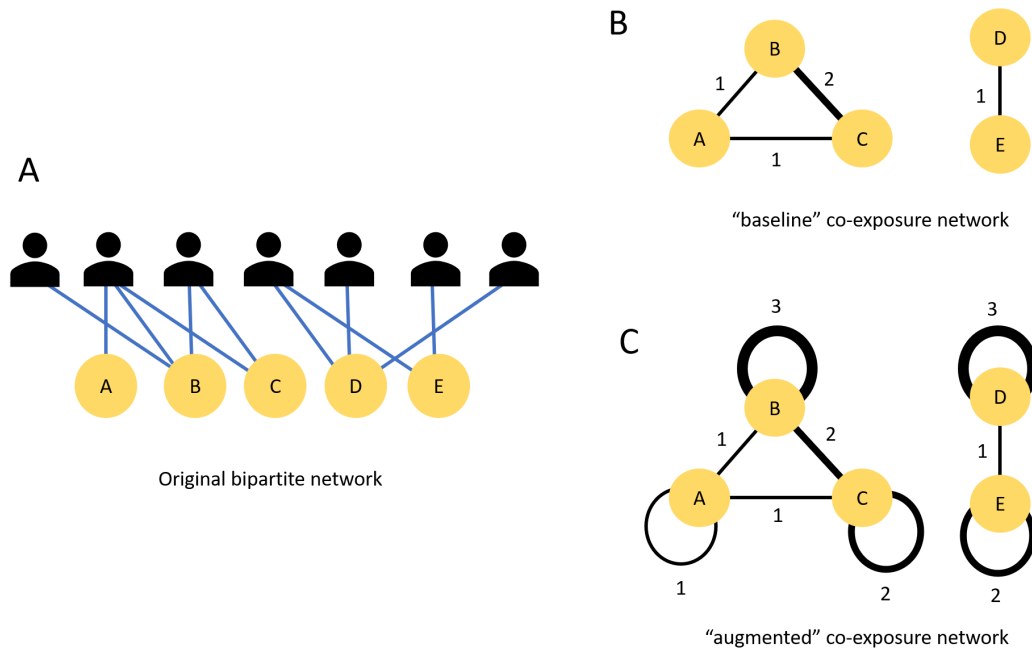 A
A
B
C
D
E
Original bipartite network
B
B
D
1
2
1
A
C
E
1
“baseline” co-exposure network
C
3
3
B
D
1
2
1
A
C
E
1
1
2
2
“augmented” co-exposure network